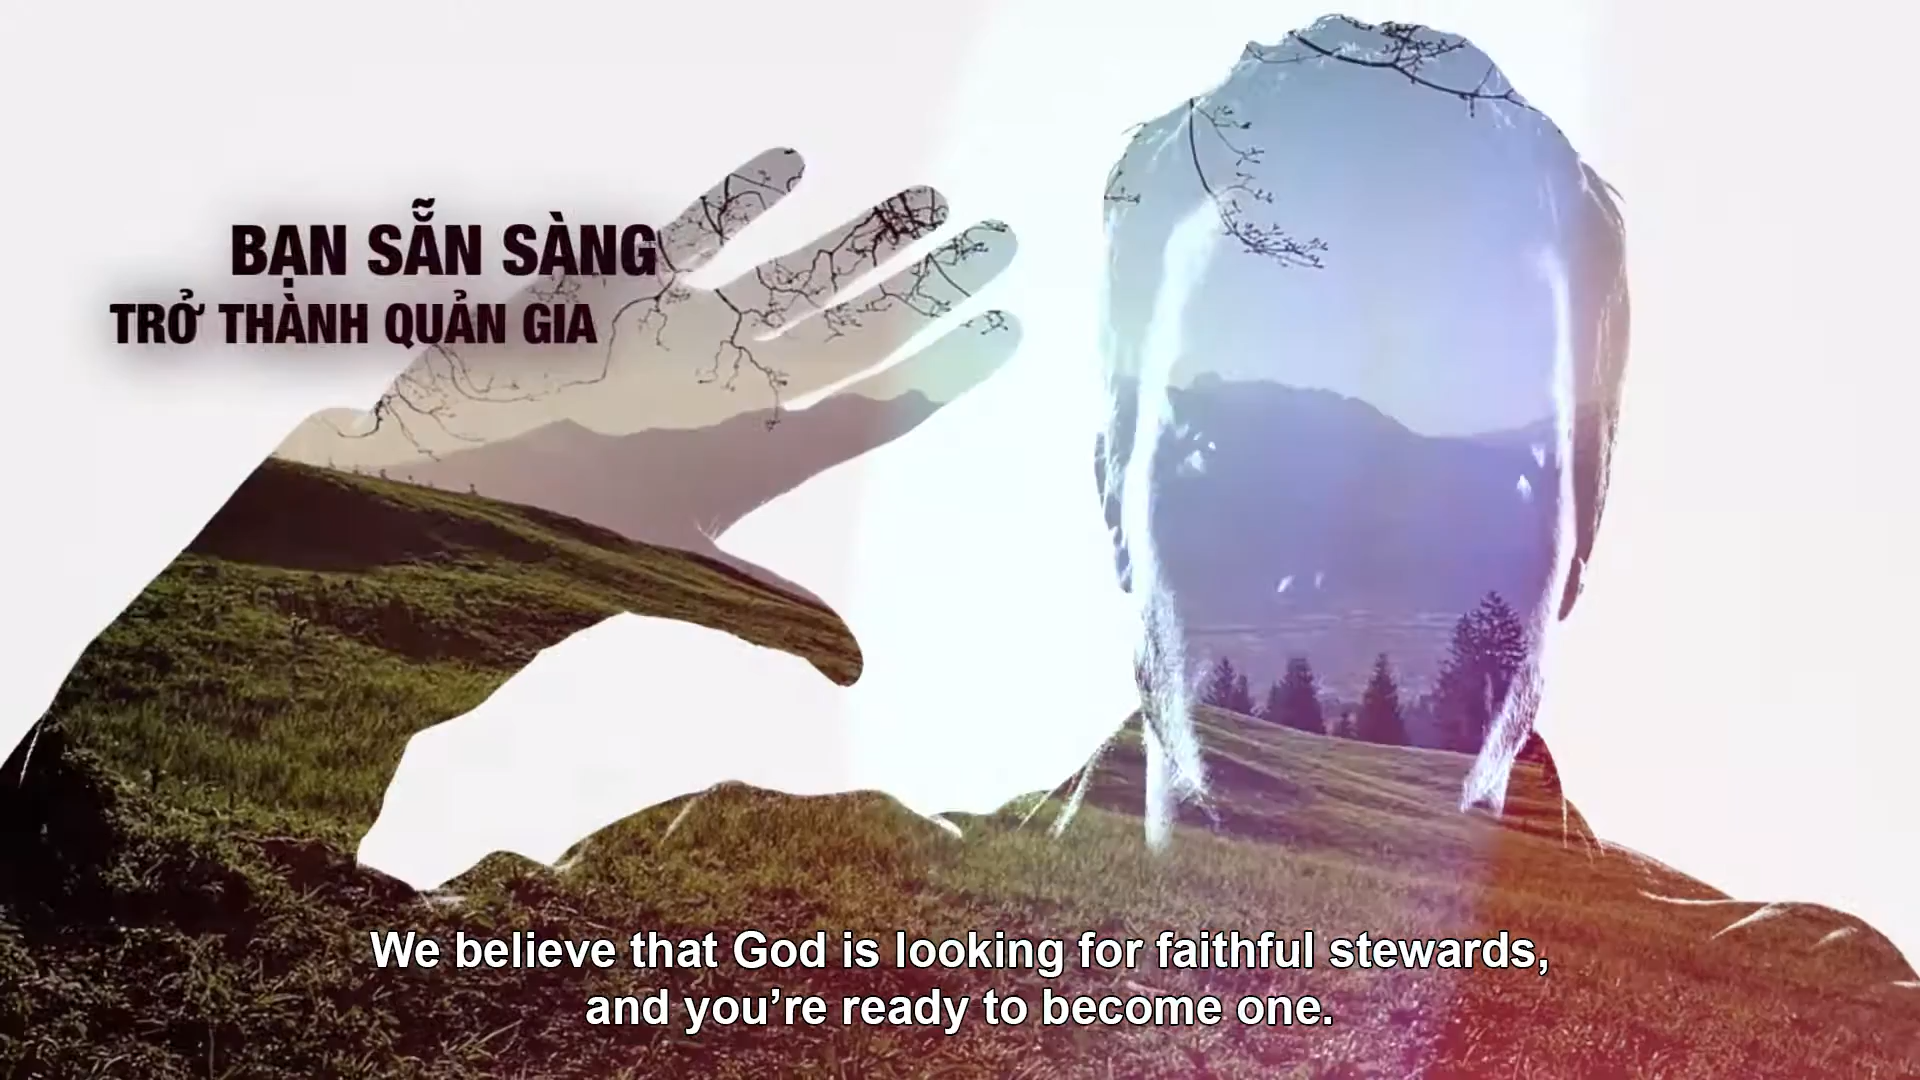 BẠN SẴN SÀNG
TRỞ THÀNH QUẢN GIA
We believe that God is looking for faithful stewards,
and you’re ready to become one.